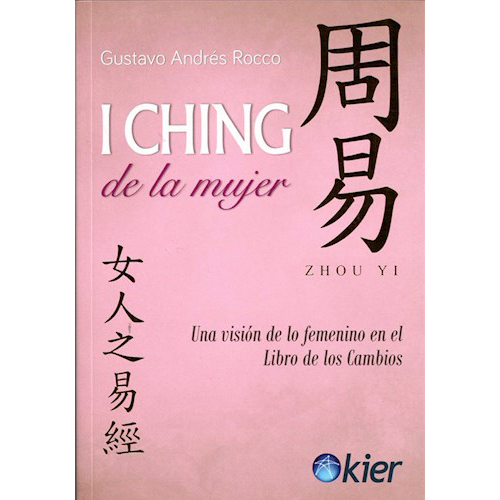 Gustavo Andrés Rocco
I CHING
de la mujer
周易
ZHOU YI
女人之易經
Una visión de lo femenino en el
Libro de los Cambios
kier